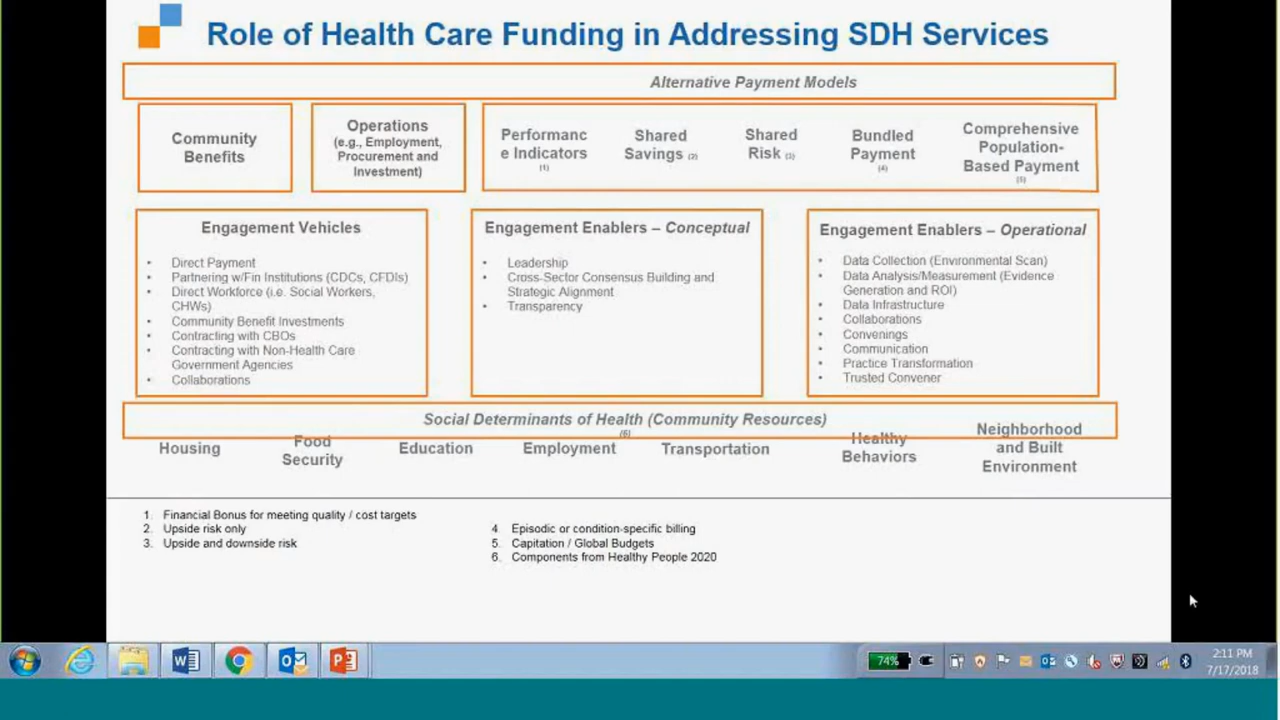 Role of Health Care Funding in Addressing SDH Services
Alternative Payment Models
Community
Benefits
Operations
(e.g., Employment,
Procurement and
Investment)
Performanc
e Indicators
(1)
Shared
Savings (2)
Shared
Risk (3)
Bundled
Payment
(4)
Comprehensive
Population-
Based Payment
(5)
Engagement Vehicles
• Direct Payment
• Partnering w/Fin Institutions (CDCs, CFDIs)
• Direct Workforce (i.e. Social Workers,
CHWs)
• Community Benefit Investments
• Contracting with CBOs
• Contracting with Non-Health Care
Government Agencies
• Collaborations
Engagement Enablers – Conceptual
• Leadership
• Cross-Sector Consensus Building and
Strategic Alignment
• Transparency
Engagement Enablers – Operational
• Data Collection (Environmental Scan)
• Data Analysis/Measurement (Evidence
Generation and ROI)
• Data Infrastructure
• Collaborations
• Convenings
• Communication
• Practice Transformation
• Trusted Convener
Social Determinants of Health (Community Resources)
(6)
Housing
Food
Security
Education
Employment
Transportation
Healthy
Behaviors
Neighborhood
and Built
Environment
1. Financial Bonus for meeting quality / cost targets
2. Upside risk only
3. Upside and downside risk
4 Episodic or condition-specific billing
5. Capitation / Global Budgets
6. Components from Healthy People 2020
74%
2:11 PM
7/17/2018